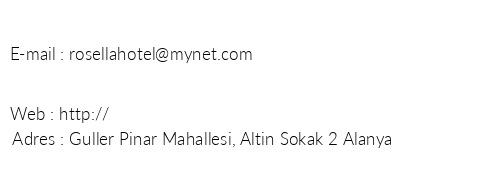 E-mail : rosellahotel@mynet.com
Web : http://
Adres : Guller Pinar Mahallesi, Altin Sokak 2 Alanya